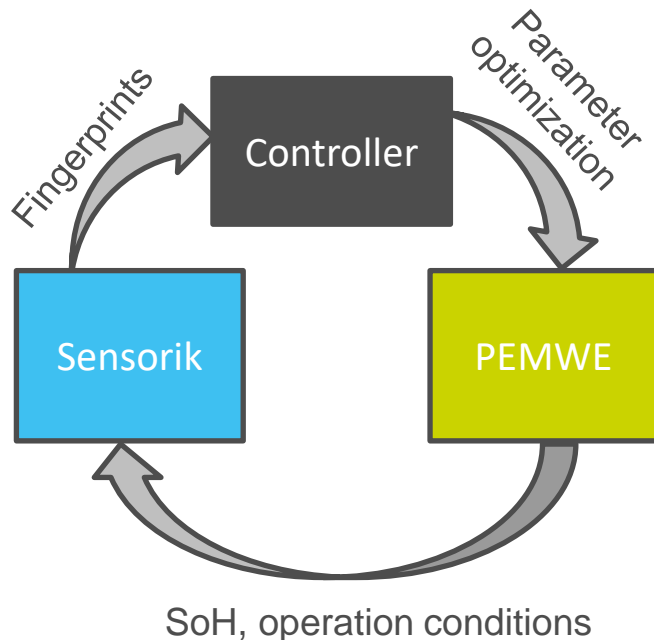 Fingerprints
Controller
Parameter
optimization
Sensorik
PEMWE
SoH, operation conditions